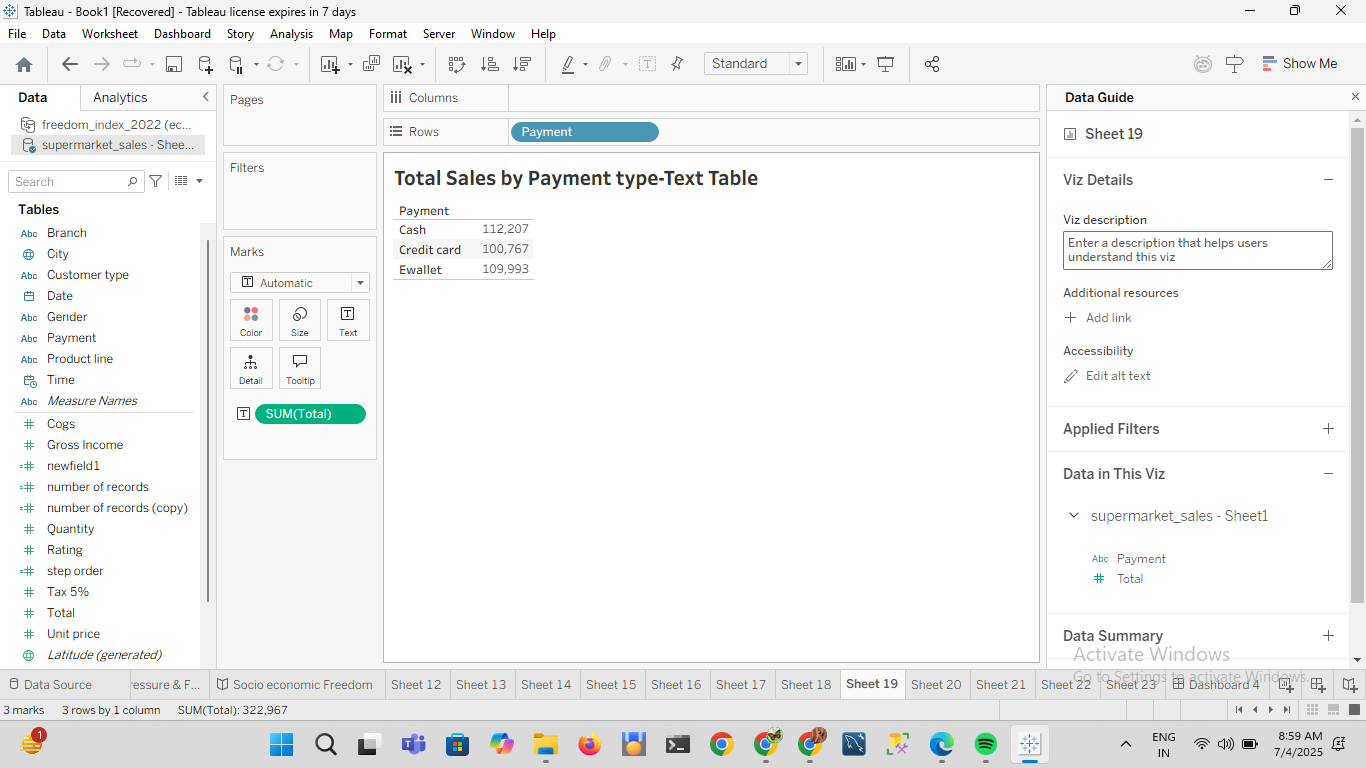 Tableau - Book1 [Recovered] - Tableau license expires in 7 days
File Data Worksheet Dashboard Story Analysis Map Format Server Window Help
Standard
Show Me
Data Analytics
freedom_index_2022 (ec...
supermarket_sales - Shee...
Search
Tables
Abc Branch
City
Abc Customer type
Date
Abc Gender
Abc Payment
Abc Product line
Time
Abc Measure Names
# Cogs
# Gross Income
=# newfield1
=# number of records
=# number of records (copy)
# Quantity
# Rating
=# step order
# Tax 5%
# Total
# Unit price
Latitude (generated)
Pages
Filters
Marks
T Automatic
Color
Size
T
Text
Detail
Tooltip
T SUM(Total)
Columns
Rows
Payment
Total Sales by Payment type-Text Table
Payment
Cash 112,207
Credit card 100,767
Ewallet 109,993
Data Guide
Sheet 19
Viz Details
Viz description
Enter a description that helps users
understand this viz
Additional resources
Add link
Accessibility
Edit alt text
Applied Filters
Data in This Viz
supermarket_sales - Sheet1
Abc Payment
# Total
Data Summary
Activate Windows
Go to Settings to activate Windows.
Data Source ressure & F... Socio economic Freedom Sheet 12 Sheet 13 Sheet 14 Sheet 15 Sheet 16 Sheet 17 Sheet 18 Sheet 19 Sheet 20 Sheet 21 Sheet 22 Sheet 23 Dashboard 4
3 marks 3 rows by 1 column SUM(Total): 322,967
1
ENG
IN
8:59 AM
7/4/2025